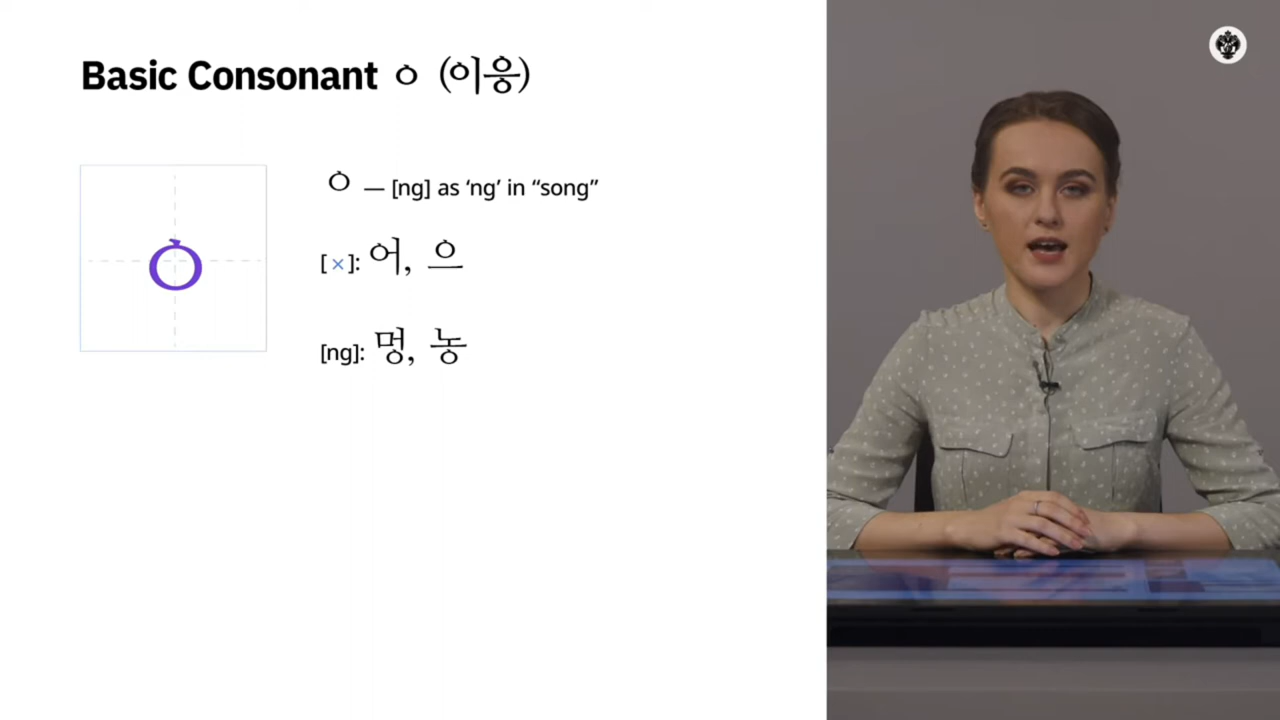 Basic Consonant ㅇ (이응)
ㅇ — [ng] as ‘ng’ in “song”
[×]: 어, 으
[ng]: 멍, 농